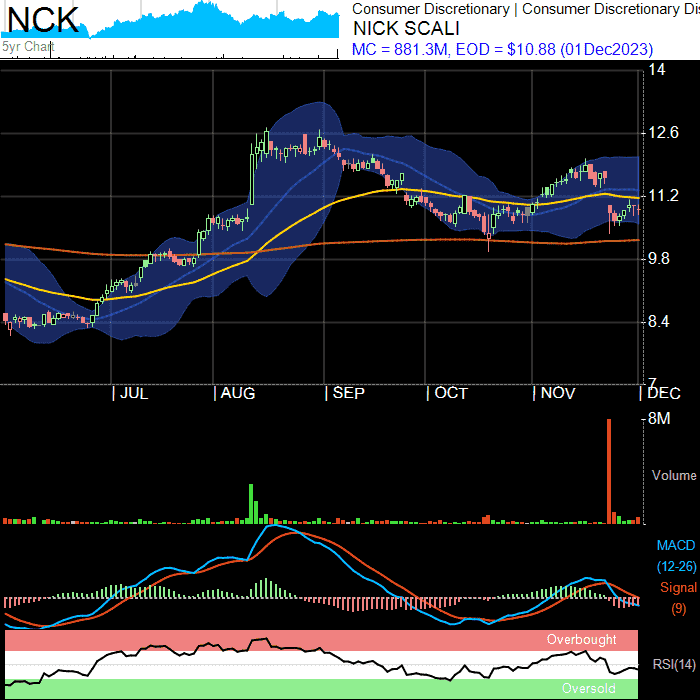 NCK
5yr Chart
Consumer Discretionary | Consumer Discretionary Dis
NICK SCALI
MC = 881.3M, EOD = $10.88 (01Dec2023)
14
12.6
11.2
9.8
8.4
7
JUL
AUG
SEP
OCT
NOV
DEC
8M
Volume
MACD
(12-26)
Signal
(9)
Overbought
RSI(14)
Oversold